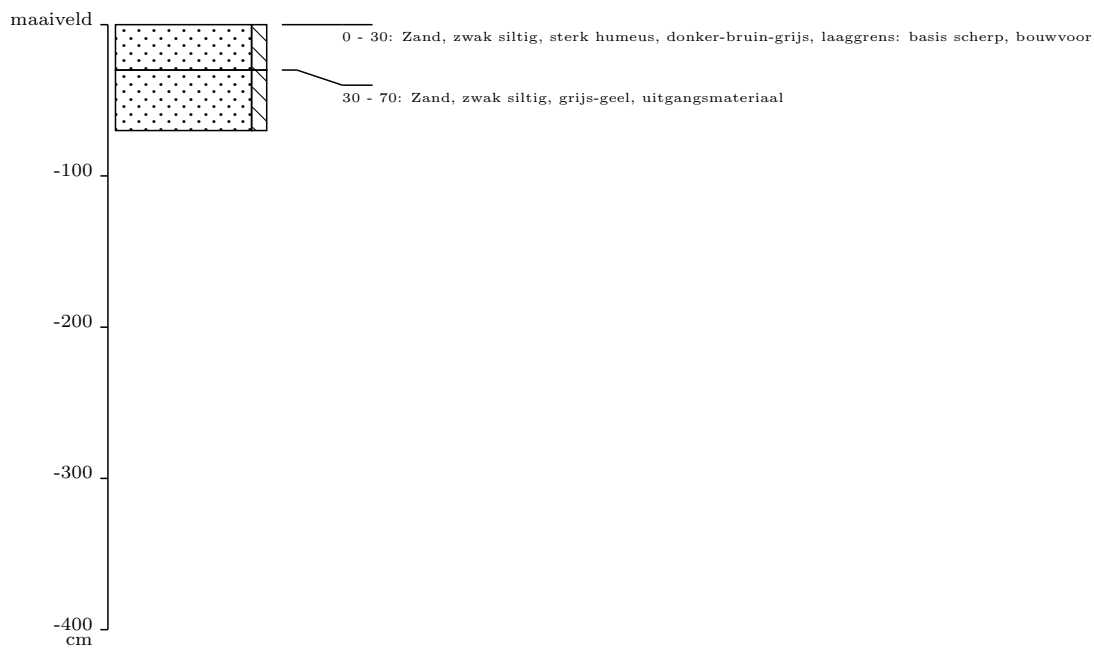 maaiveld
0 - 30: Zand, zwak siltig, sterk humeus, donker-bruin-grijs, laaggrens: basis scherp, bouwvoor
30 - 70: Zand, zwak siltig, grijs-geel, uitgangsmateriaal
-100
-200
-300
-400
cm